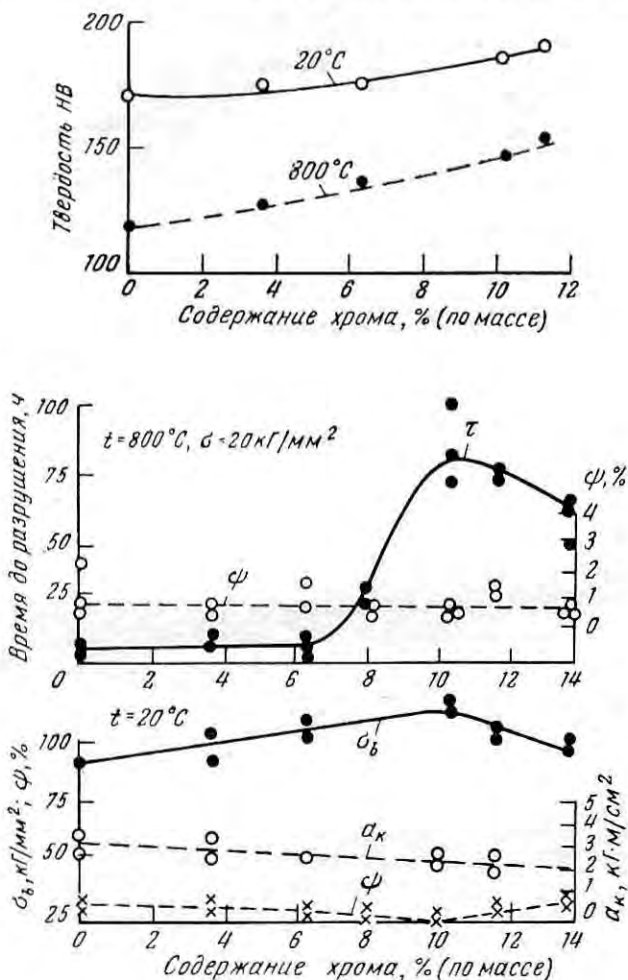 200
20°C
150
800°C
100
Твёрдость НВ
0 2 4 6 8 10 12
Содержание хрома, % (по массе)
100
t=800°C, σ=20кГ/мм²
τ
75
ψ, %
4
3
50
2
ψ
25
1
0
Время до разрушения, ч
0 2 4 6 8 10 12 14
t=20°C
100
σb
75
5
4
aк
3
50
2
1
ψ
25
0
σb, кГ/мм²; ψ, %
aк, кГ·м/см²
0 2 4 6 8 10 12 14
Содержание хрома, % (по массе)